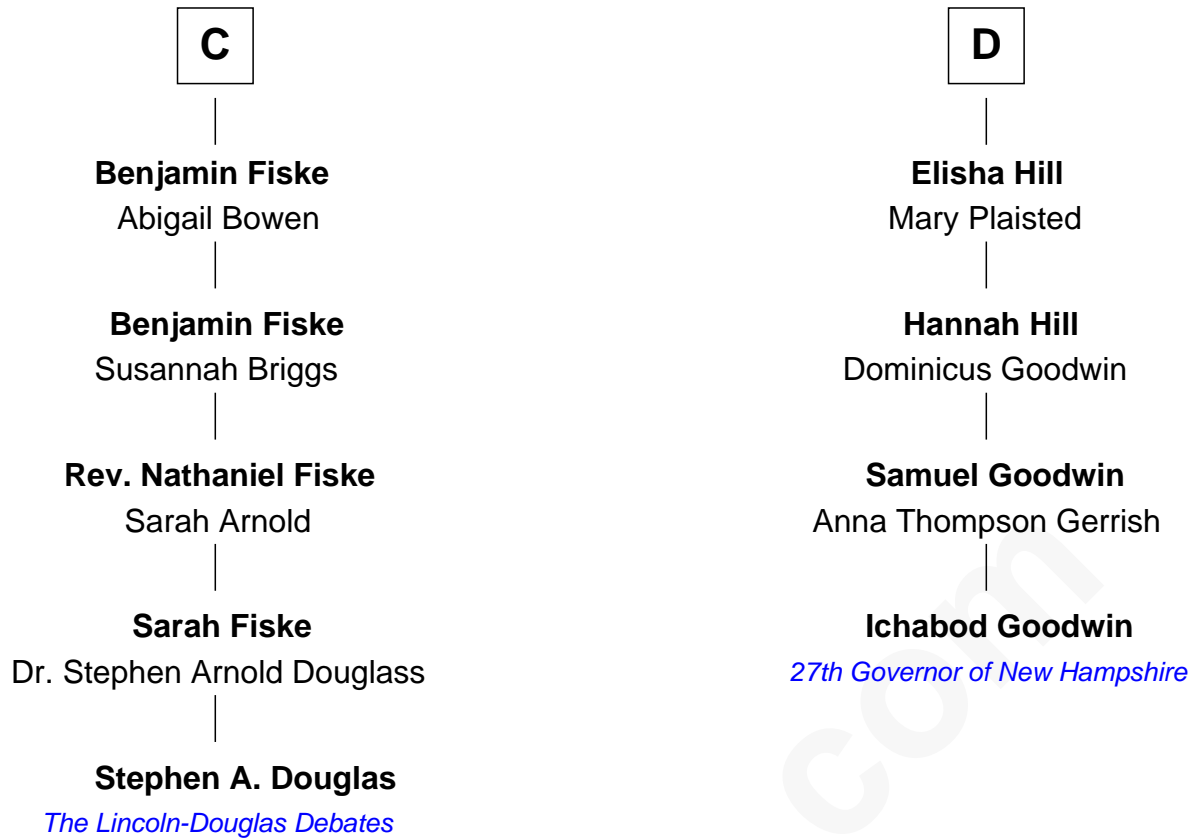 C
Benjamin Fiske
Abigail Bowen
Benjamin Fiske
Susannah Briggs
Rev. Nathaniel Fiske
Sarah Arnold
Sarah Fiske
Dr. Stephen Arnold Douglass
Stephen A. Douglas
The Lincoln-Douglas Debates
D
Elisha Hill
Mary Plaisted
Hannah Hill
Dominicus Goodwin
Samuel Goodwin
Anna Thompson Gerrish
Ichabod Goodwin
27th Governor of New Hampshire
com